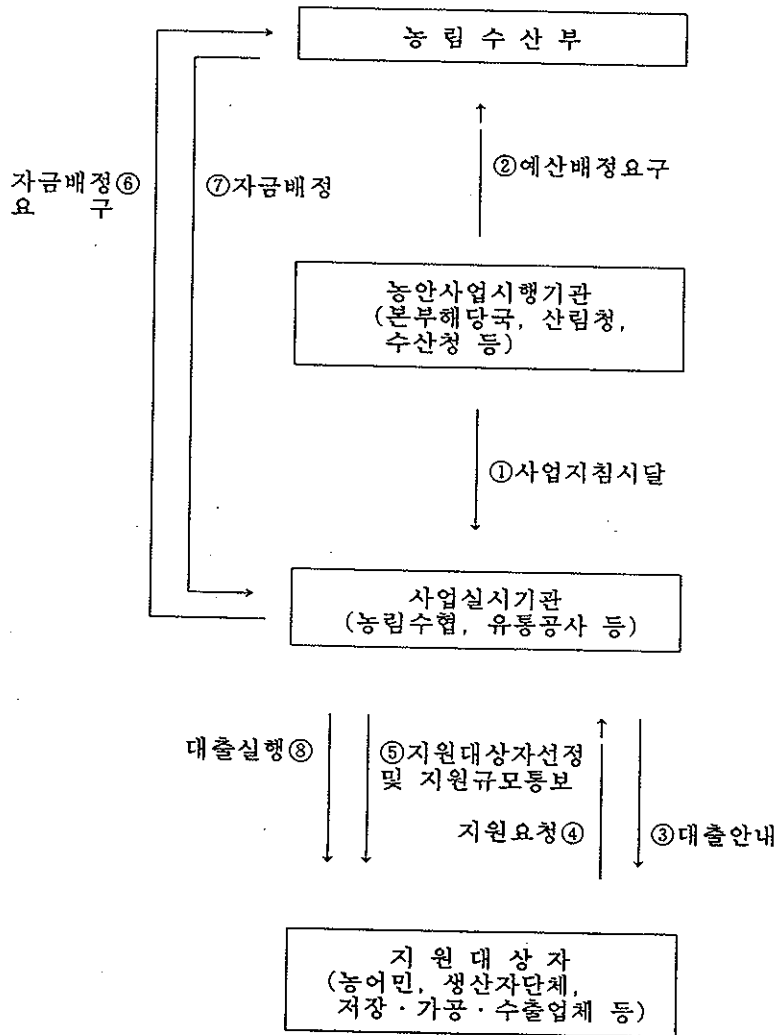 농 림 수 산 부
②예산배정요구
자금배정⑥
요 구
⑦자금배정
농안사업시행기관
(본부해당국, 산림청,
수산청 등)
①사업지침시달
사업실시기관
(농림수협, 유통공사 등)
대출실행⑧
⑤지원대상자선정
및 지원규모통보
지원요청④
③대출안내
지 원 대 상 자
(농어민, 생산자단체,
저장·가공·수출업체 등)